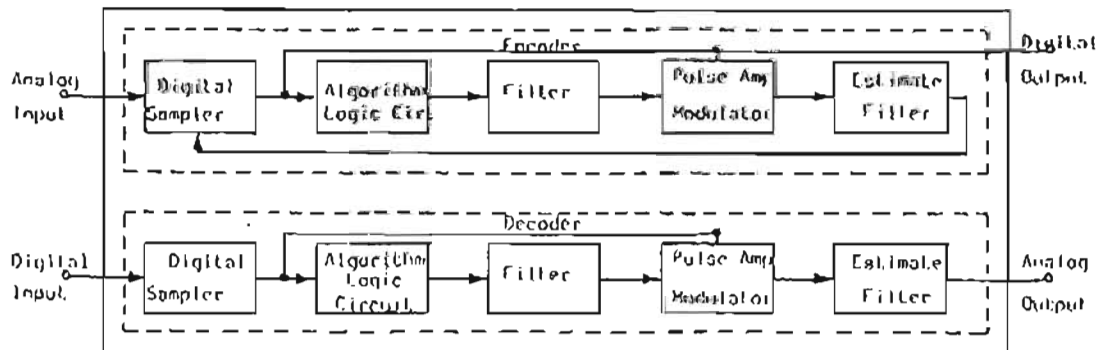 Encoder
Digital
Output
Analog
Input
Digital
Sampler
Algorithm
Logic Circ
Filter
Pulse Amp
Modulator
Estimate
Filter
Decoder
Digital
Input
Digital
Sampler
Algorithm
Logic
Circuit
Filter
Pulse Amp
Modulator
Estimate
Filter
Analog
Output